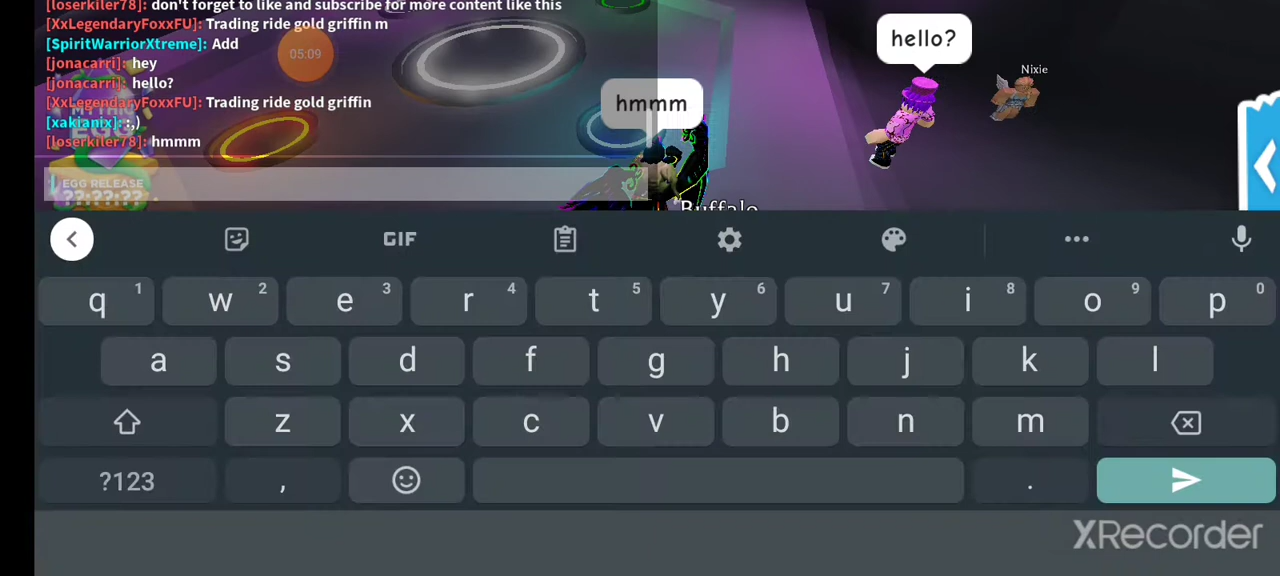 [loserkiler78]: don't forget to like and subscribe for more content like this
[XxLegendaryFoxxFU]: Trading ride gold griffin m
[SpiritWarriorXtreme]: Add
05:09
[jonacarri]: hey
[jonacarri]: hello?
[XxLegendaryFoxxFU]: Trading ride gold griffin
[xakianix]: :,)
[loserkiler78]: hmmm
EGG
EGG RELEASE
??:??:??
hmmm
hello?
Nixie
Buffalo
GIF
q 1 w 2 e 3 r 4 t 5 y 6 u 7 i 8 o 9 p 0
a s d f g h j k l
z x c v b n m
?123 , .
XRecorder